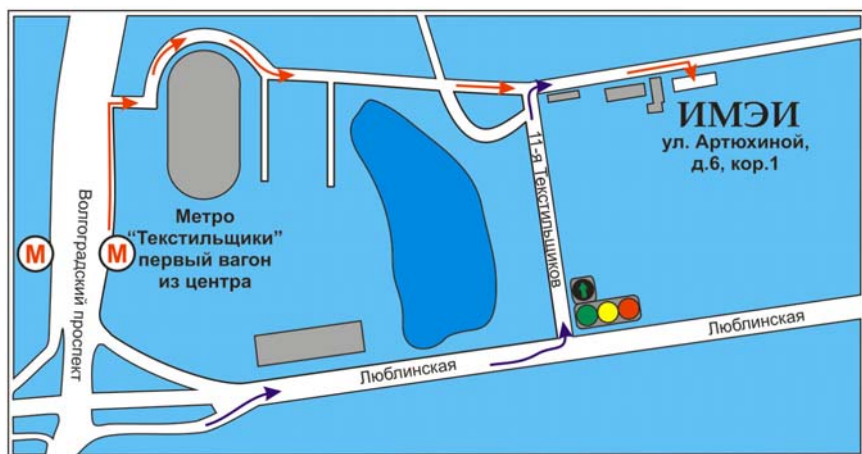 ИМЭИ
ул. Артюхиной,
д.6, кор.1
11-я Текстильщиков
Волгоградский проспект
Метро
“Текстильщики”
первый вагон
из центра
М
М
Люблинская
Люблинская